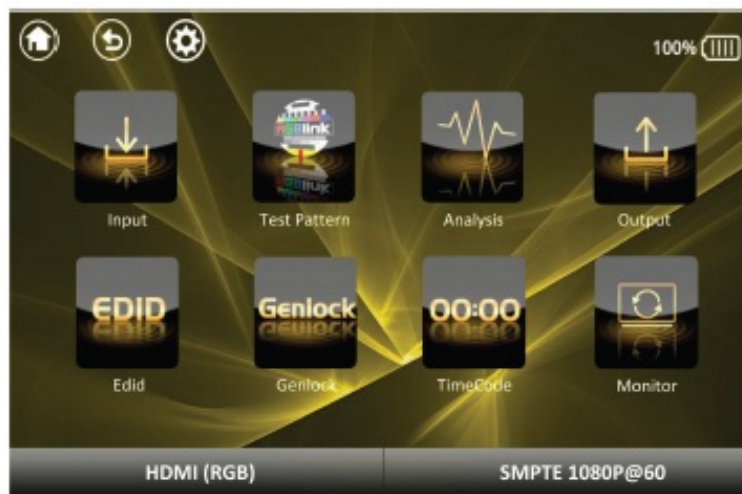 100%
RGBlink
Input
Test Pattern
Analysis
Output
EDID
Genlock
00:00
Edid
Genlock
TimeCode
Monitor
HDMI (RGB)
SMPTE 1080P@60